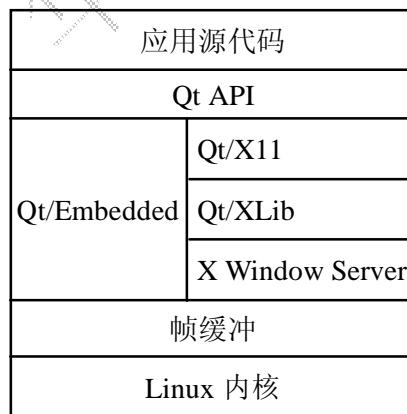 应用源代码
Qt API
Qt/Embedded
Qt/X11
Qt/XLib
X Window Server
帧缓冲
Linux 内核